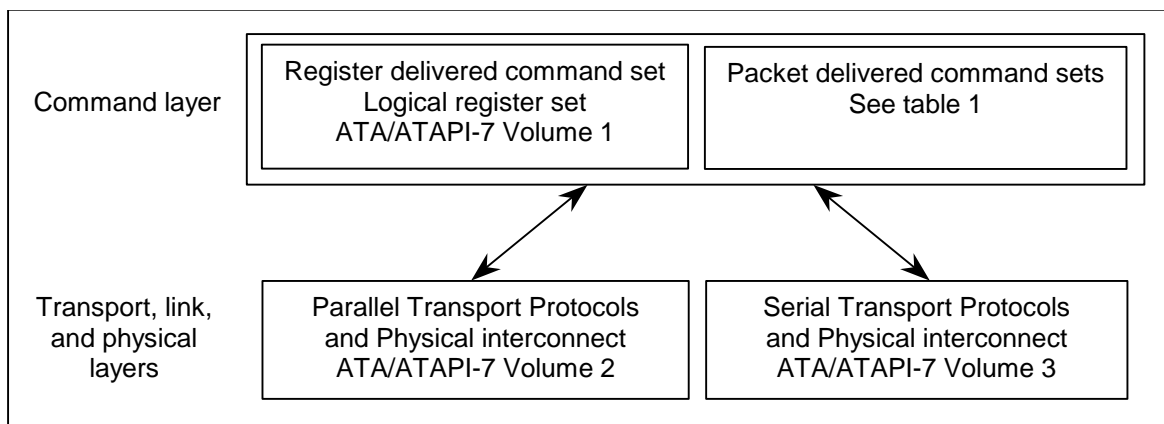 Command layer
Register delivered command set
Logical register set
ATA/ATAPI-7 Volume 1
Packet delivered command sets
See table 1
Transport, link,
and physical
layers
Parallel Transport Protocols
and Physical interconnect
ATA/ATAPI-7 Volume 2
Serial Transport Protocols
and Physical interconnect
ATA/ATAPI-7 Volume 3